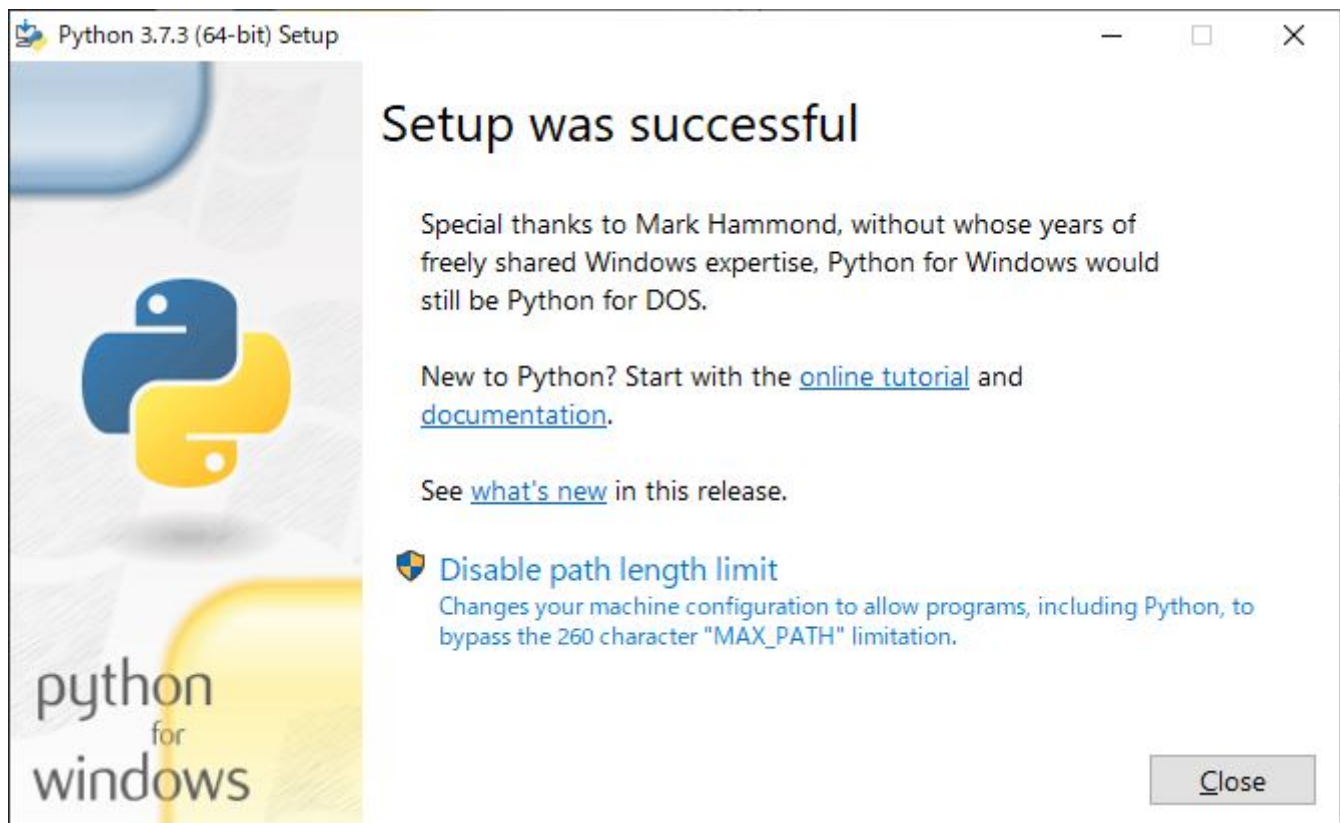 Python 3.7.3 (64-bit) Setup
Setup was successful
Special thanks to Mark Hammond, without whose years of
freely shared Windows expertise, Python for Windows would
still be Python for DOS.
New to Python? Start with the online tutorial and
documentation.
See what's new in this release.
Disable path length limit
Changes your machine configuration to allow programs, including Python, to
bypass the 260 character "MAX_PATH" limitation.
python
for
windows
Close